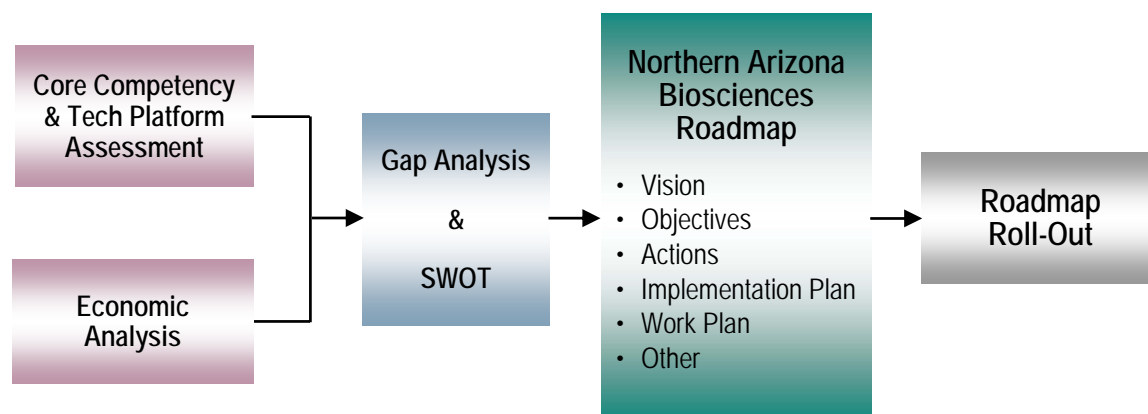 Core Competency
& Tech Platform
Assessment
Economic
Analysis
Gap Analysis
&
SWOT
Northern Arizona
Biosciences
Roadmap
• Vision
• Objectives
• Actions
• Implementation Plan
• Work Plan
• Other
Roadmap
Roll-Out